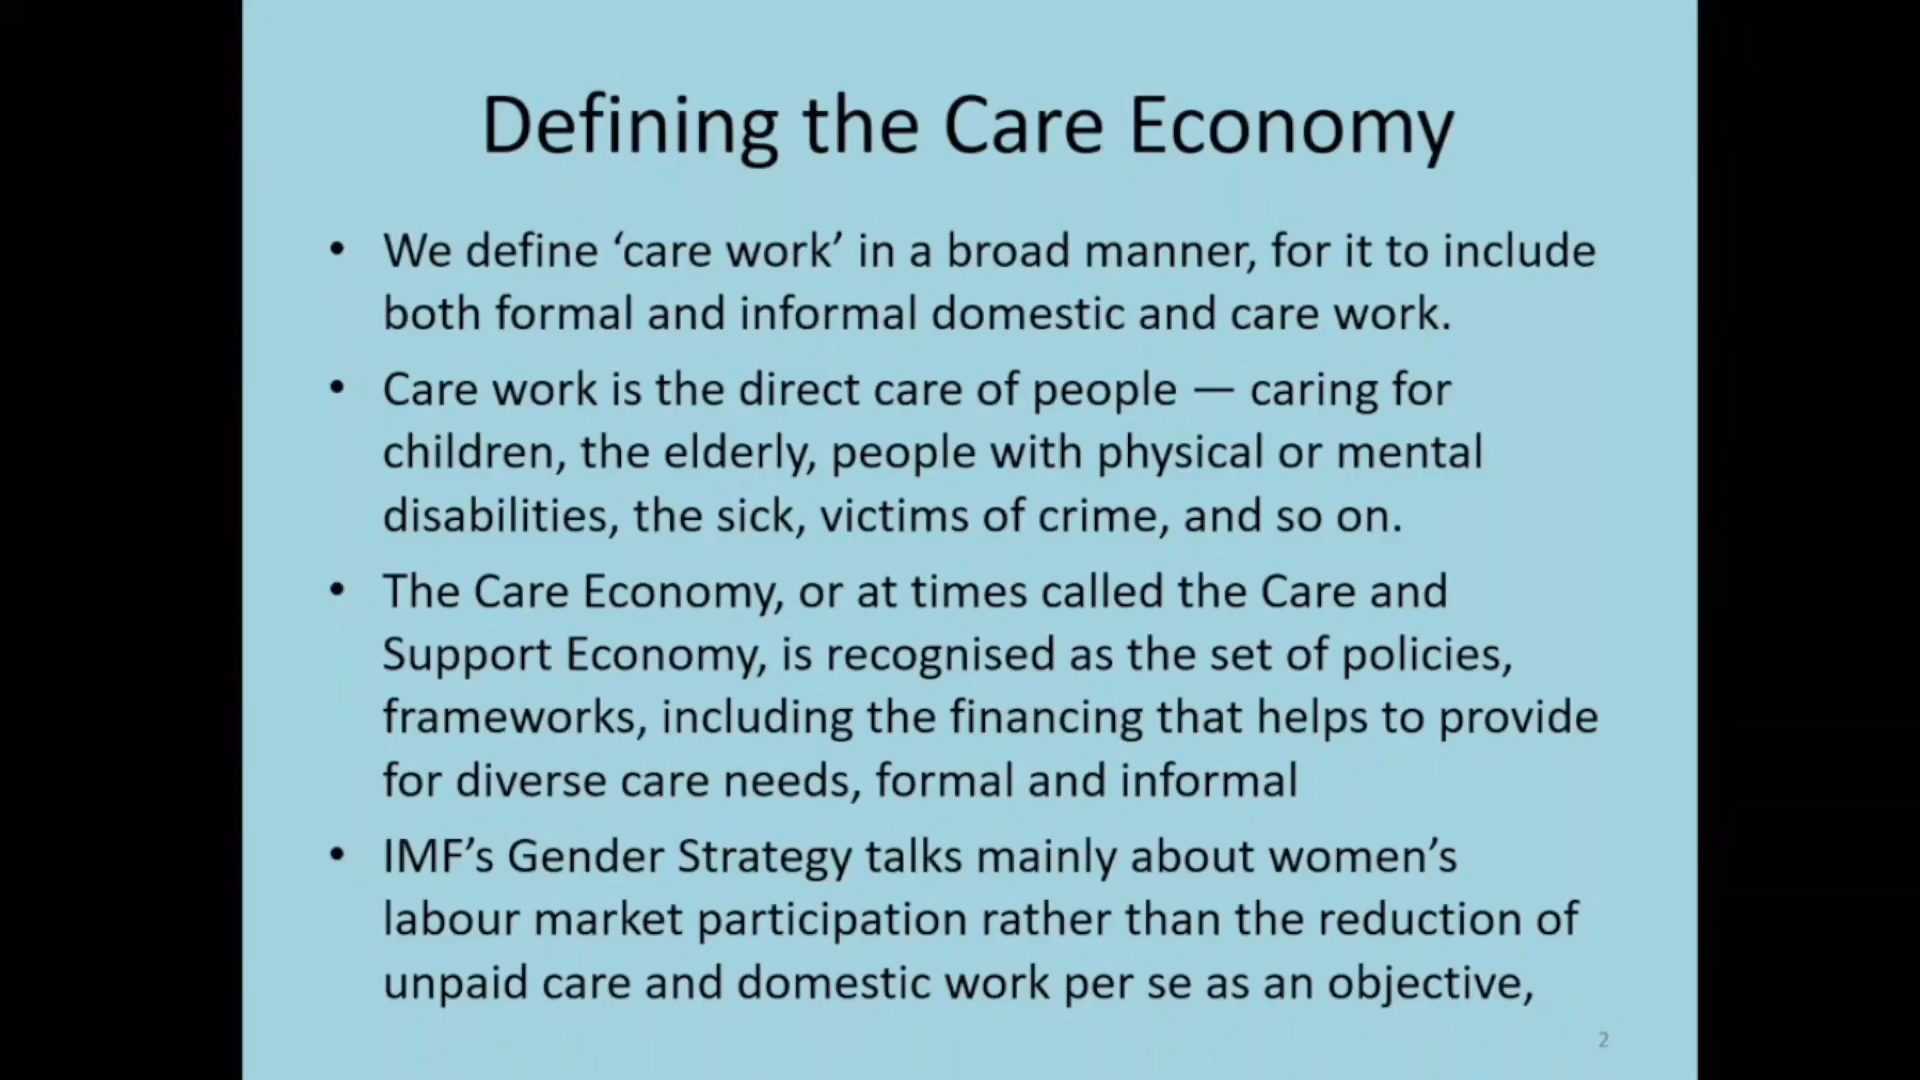 Defining the Care Economy
• We define ‘care work’ in a broad manner, for it to include
both formal and informal domestic and care work.
• Care work is the direct care of people — caring for
children, the elderly, people with physical or mental
disabilities, the sick, victims of crime, and so on.
• The Care Economy, or at times called the Care and
Support Economy, is recognised as the set of policies,
frameworks, including the financing that helps to provide
for diverse care needs, formal and informal
• IMF’s Gender Strategy talks mainly about women’s
labour market participation rather than the reduction of
unpaid care and domestic work per se as an objective,
2